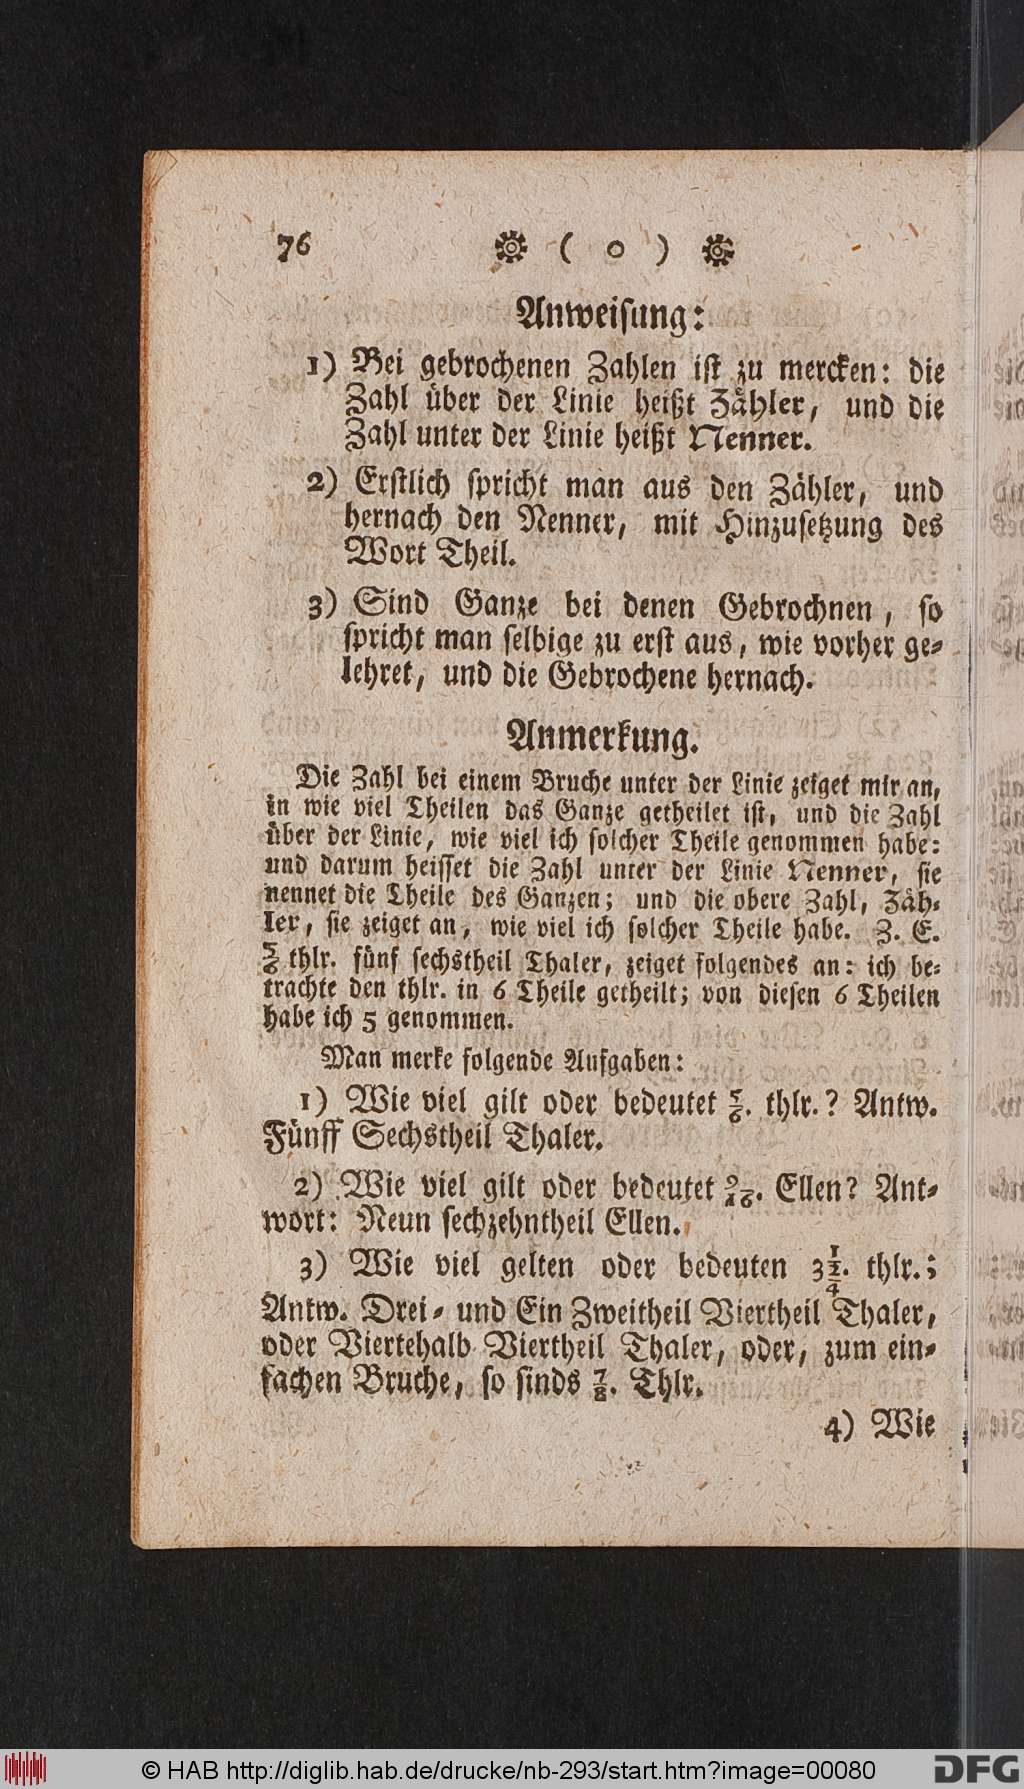 76 ( o )
Anweisung:
1) Bei gebrochenen Zahlen ist zu mercken: die
Zahl über der Linie heißt Zähler, und die
Zahl unter der Linie heißt Nenner.
2) Erstlich spricht man aus den Zähler, und
hernach den Nenner, mit Hinzusetzung des
Wort Theil.
3) Sind Ganze bei denen Gebrochnen, so
spricht man selbige zu erst aus, wie vorher ge-
lehret, und die Gebrochene hernach.
Anmerkung.
Die Zahl bei einem Bruche unter der Linie zeiget mir an,
in wie viel Theilen das Ganze getheilet ist, und die Zahl
über der Linie, wie viel ich solcher Theile genommen habe:
und darum heisset die Zahl unter der Linie Nenner, sie
nennet die Theile des Ganzen; und die obere Zahl, Zäh-
ler, sie zeiget an, wie viel ich solcher Theile habe. Z. E.
5/6 thlr. fünf sechstheil Thaler, zeiget folgendes an: ich be-
trachte den thlr. in 6 Theile getheilt; von diesen 6 Theilen
habe ich 5 genommen.
Man merke folgende Aufgaben:
1) Wie viel gilt oder bedeutet 5/6. thlr.? Antw.
Fünff Sechstheil Thaler.
2) Wie viel gilt oder bedeutet 9/16. Ellen? Ant-
wort: Neun sechzehntheil Ellen.
3) Wie viel gelten oder bedeuten 3 1/2/4. thlr.;
Antw. Drei- und Ein Zweitheil Viertheil Thaler,
oder Viertehalb Viertheil Thaler, oder, zum ein-
fachen Bruche, so sinds 7/8. Thlr.
4) Wie
© HAB http://diglib.hab.de/drucke/nb-293/start.htm?image=00080
DFG